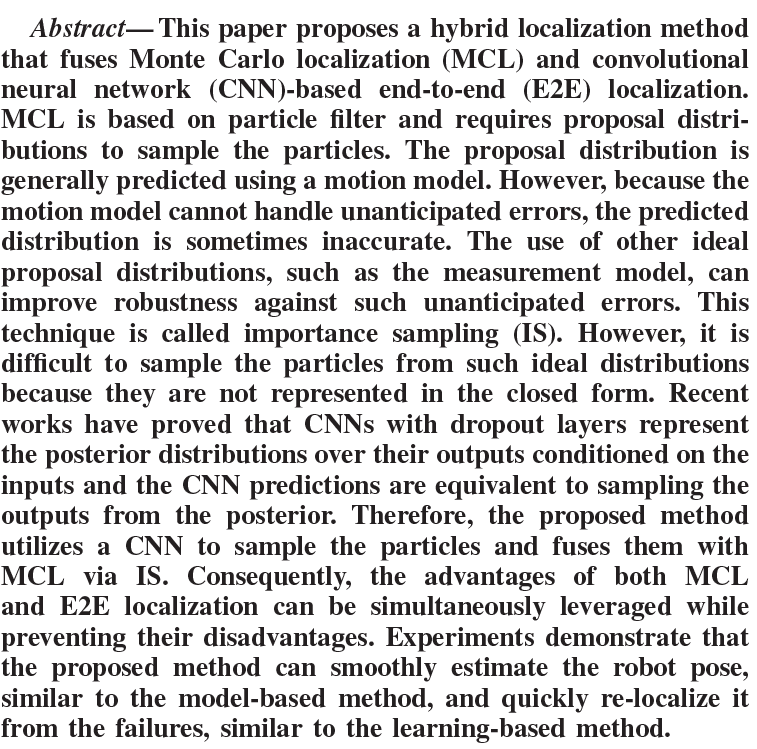 Abstract— This paper proposes a hybrid localization method
that fuses Monte Carlo localization (MCL) and convolutional
neural network (CNN)-based end-to-end (E2E) localization.
MCL is based on particle filter and requires proposal distri-
butions to sample the particles. The proposal distribution is
generally predicted using a motion model. However, because the
motion model cannot handle unanticipated errors, the predicted
distribution is sometimes inaccurate. The use of other ideal
proposal distributions, such as the measurement model, can
improve robustness against such unanticipated errors. This
technique is called importance sampling (IS). However, it is
difficult to sample the particles from such ideal distributions
because they are not represented in the closed form. Recent
works have proved that CNNs with dropout layers represent
the posterior distributions over their outputs conditioned on the
inputs and the CNN predictions are equivalent to sampling the
outputs from the posterior. Therefore, the proposed method
utilizes a CNN to sample the particles and fuses them with
MCL via IS. Consequently, the advantages of both MCL
and E2E localization can be simultaneously leveraged while
preventing their disadvantages. Experiments demonstrate that
the proposed method can smoothly estimate the robot pose,
similar to the model-based method, and quickly re-localize it
from the failures, similar to the learning-based method.